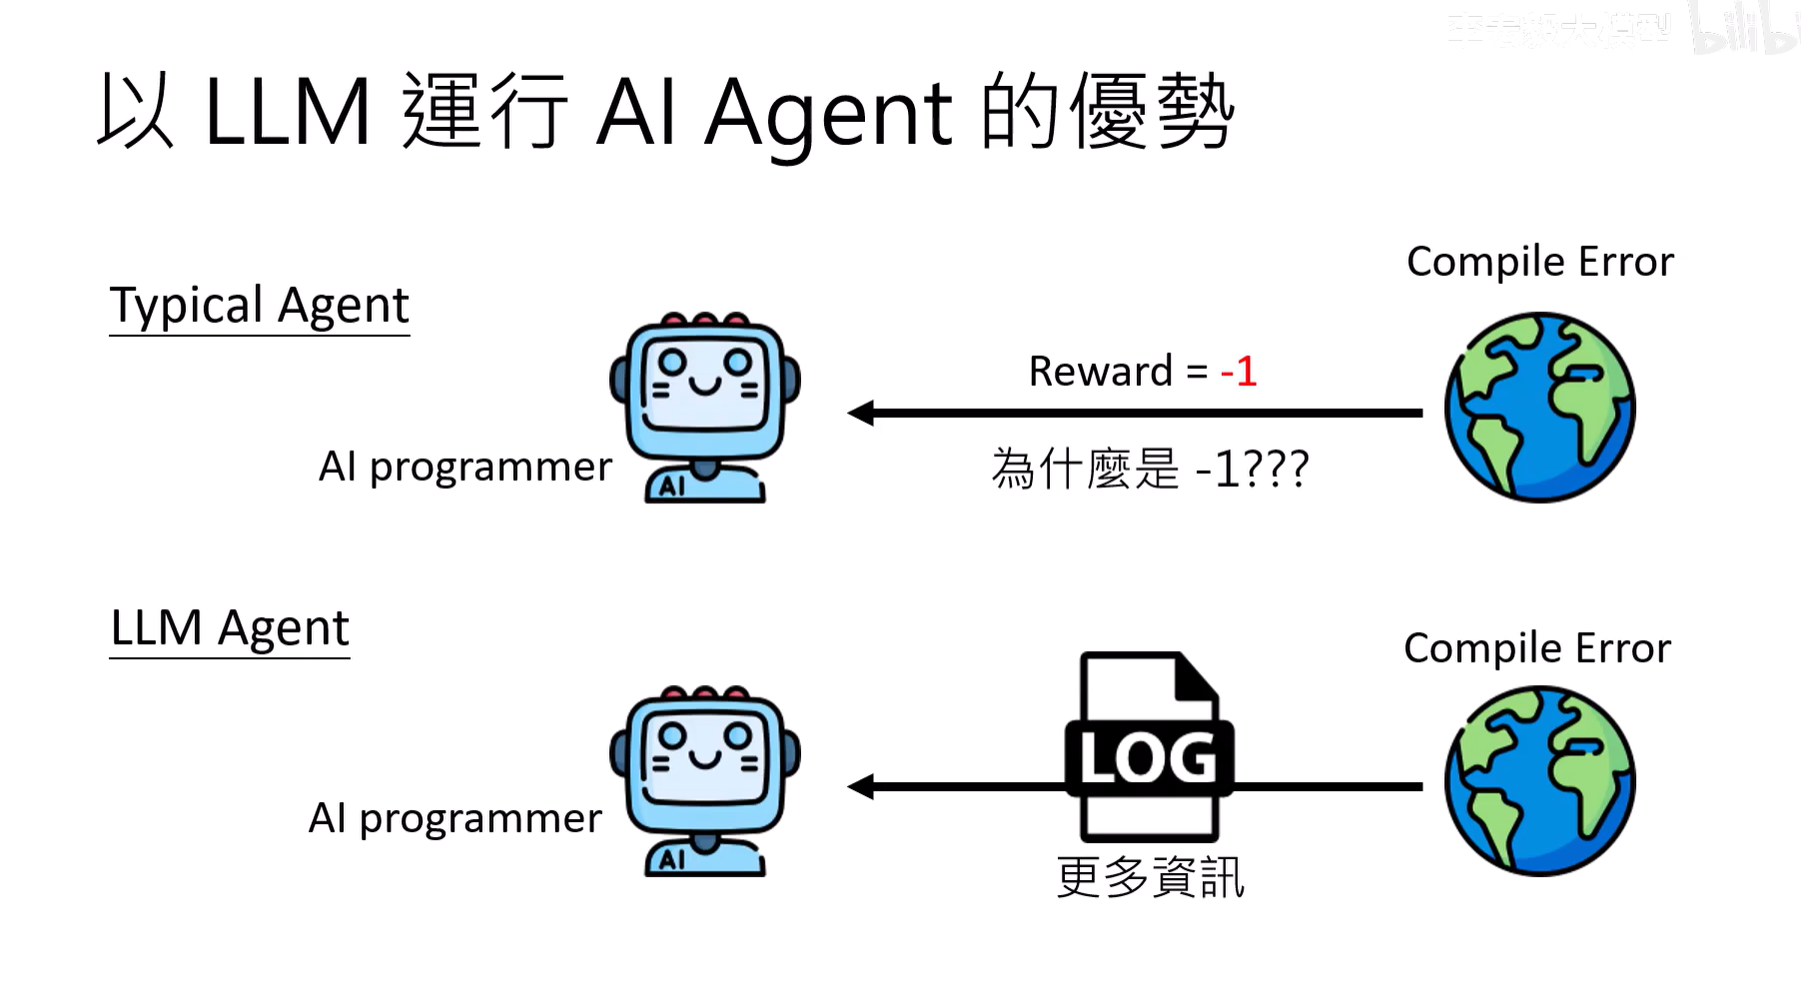 以 LLM 運行 AI Agent 的優勢
Compile Error
Typical Agent
Reward = -1
AI programmer
為什麼是 -1???
AI
LLM Agent
Compile Error
LOG
AI programmer
AI
更多資訊